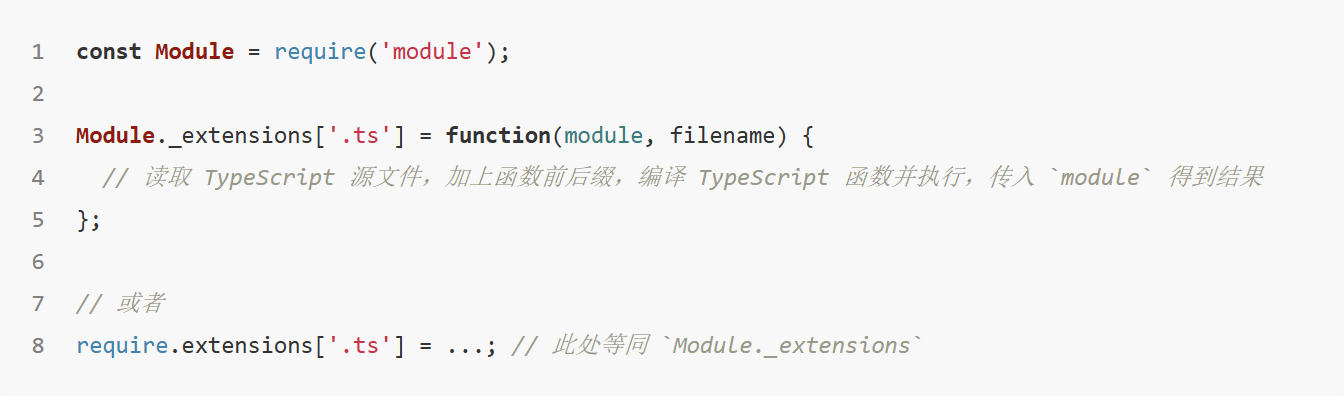 1 const Module = require('module');
2
3 Module._extensions['.ts'] = function(module, filename) {
4 // 读取 TypeScript 源文件，加上函数前后缀，编译 TypeScript 函数并执行，传入 `module` 得到结果
5 };
6
7 // 或者
8 require.extensions['.ts'] = ...; // 此处等同 `Module._extensions`